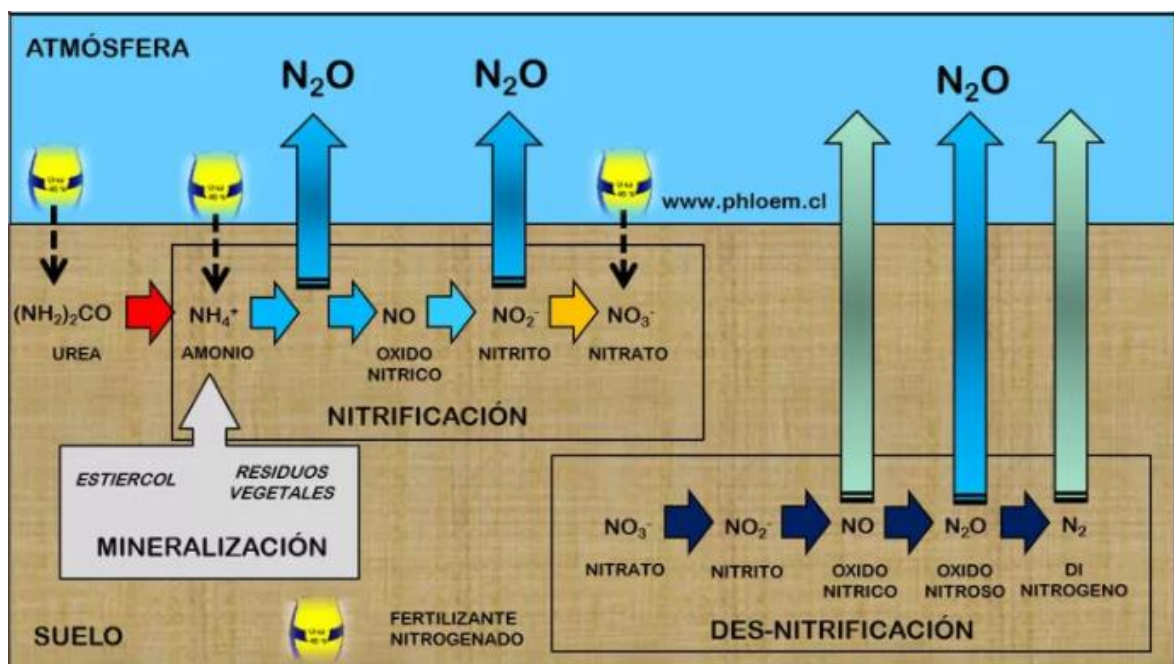 ATMÓSFERA
N₂O
N₂O
N₂O
www.phloem.cl
(NH₂)₂CO
UREA
NH₄⁺
AMONIO
NO
OXIDO
NITRICO
NO₂⁻
NITRITO
NO₃⁻
NITRATO
NITRIFICACIÓN
ESTIERCOL
RESIDUOS
VEGETALES
MINERALIZACIÓN
NO₃⁻
NITRATO
NO₂⁻
NITRITO
NO
OXIDO
NITRICO
N₂O
OXIDO
NITROSO
N₂
DI
NITROGENO
DES-NITRIFICACIÓN
SUELO
FERTILIZANTE
NITROGENADO